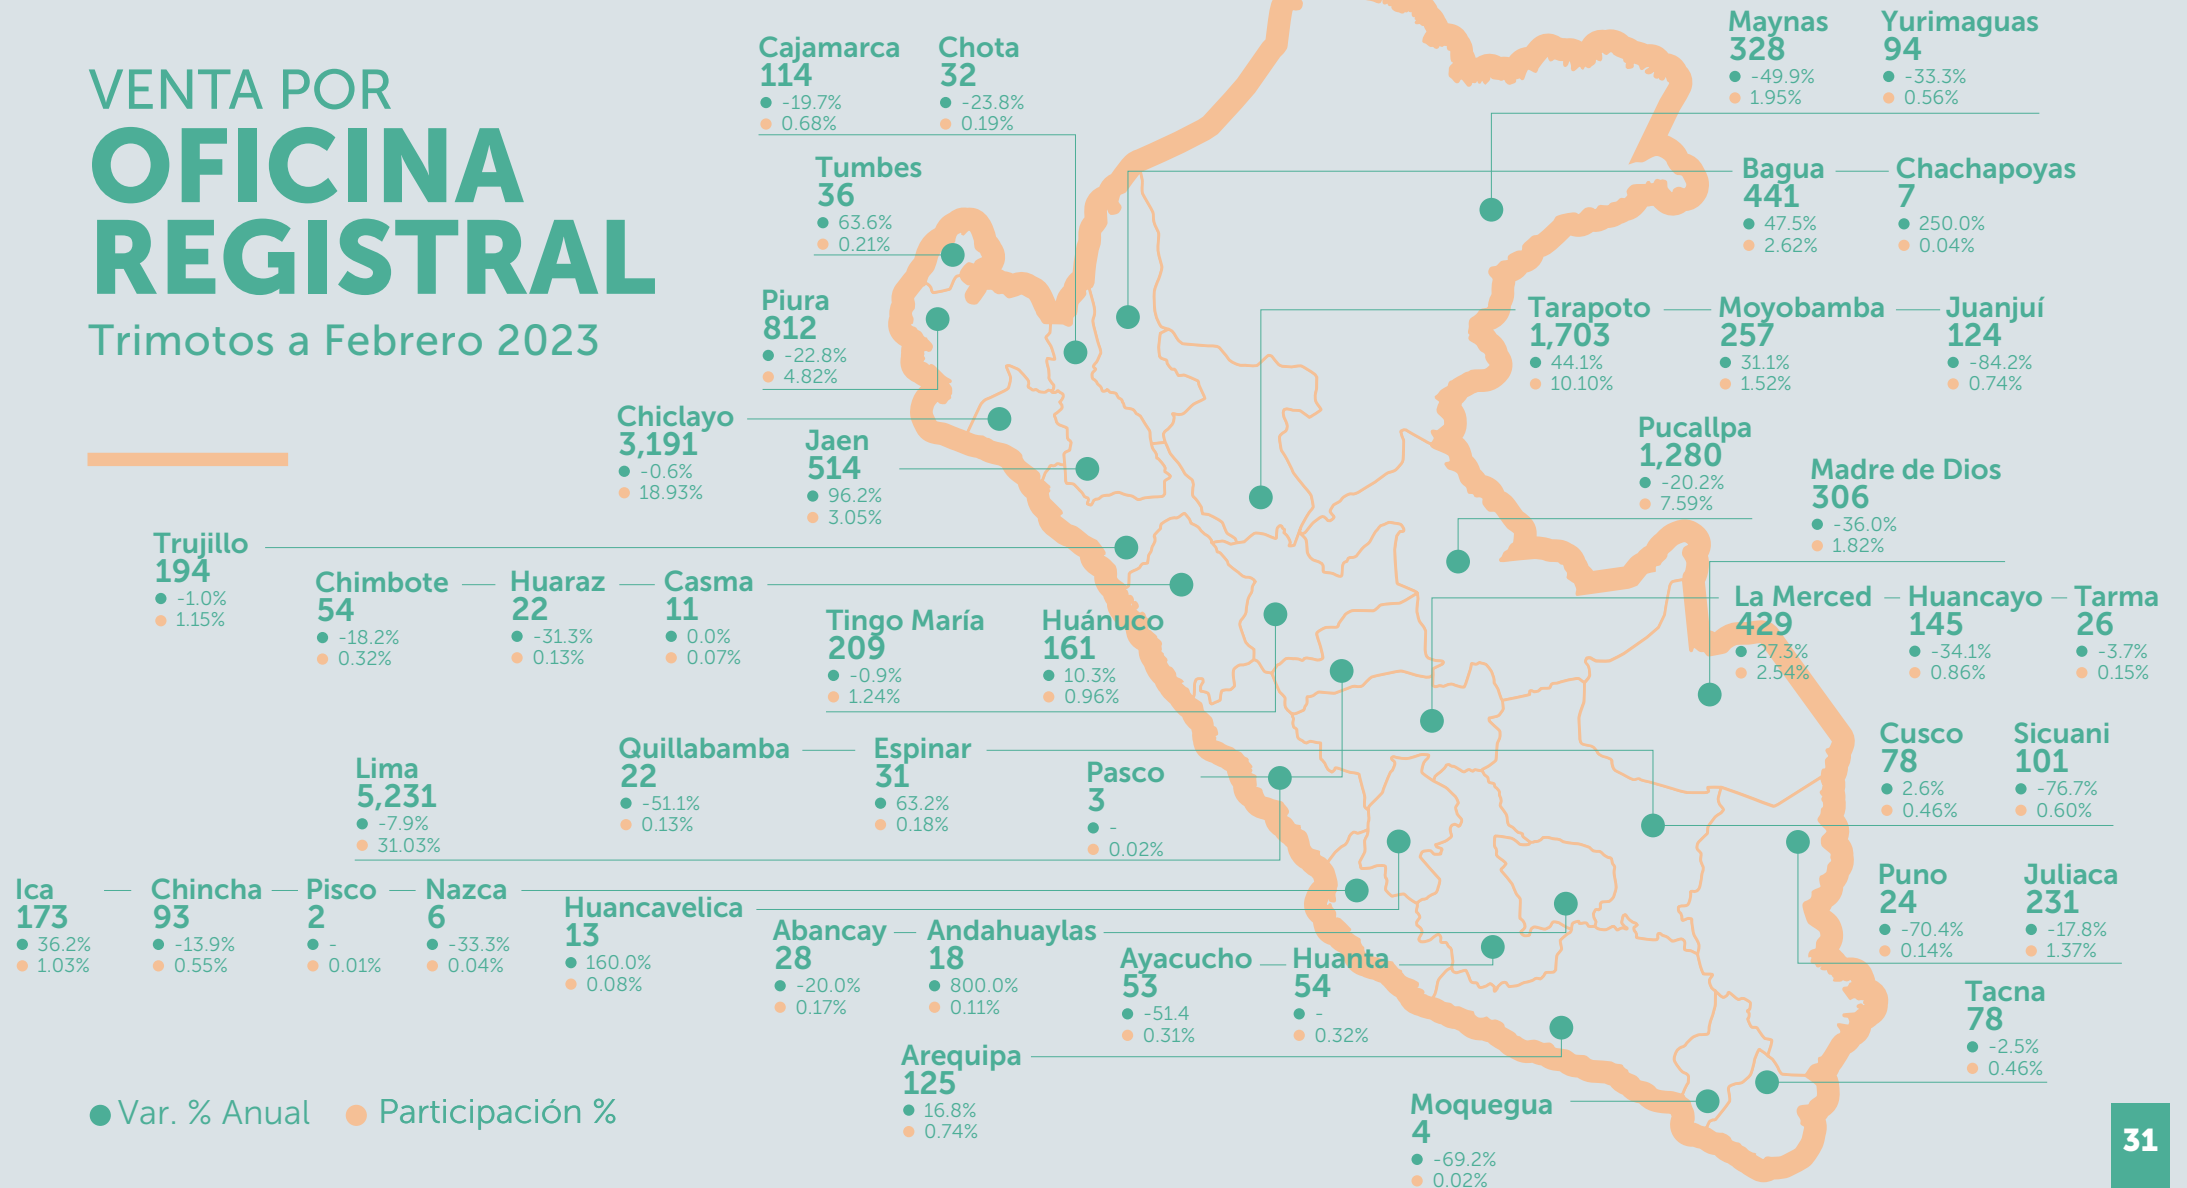 VENTA POR
OFICINA
REGISTRAL
Trimotos a Febrero 2023
Cajamarca
114
-19.7%
0.68%
Chota
32
-23.8%
0.19%
Maynas
328
-49.9%
1.95%
Yurimaguas
94
-33.3%
0.56%
Tumbes
36
63.6%
0.21%
Bagua
441
47.5%
2.62%
Chachapoyas
7
250.0%
0.04%
Piura
812
-22.8%
4.82%
Tarapoto
1,703
44.1%
10.10%
Moyobamba
257
31.1%
1.52%
Juanjuí
124
-84.2%
0.74%
Chiclayo
3,191
-0.6%
18.93%
Jaen
514
96.2%
3.05%
Pucallpa
1,280
-20.2%
7.59%
Madre de Dios
306
-36.0%
1.82%
Trujillo
194
-1.0%
1.15%
Chimbote
54
-18.2%
0.32%
Huaraz
22
-31.3%
0.13%
Casma
11
0.0%
0.07%
Tingo María
209
-0.9%
1.24%
Huánuco
161
10.3%
0.96%
La Merced
429
27.3%
2.54%
Huancayo
145
-34.1%
0.86%
Tarma
26
-3.7%
0.15%
Lima
5,231
-7.9%
31.03%
Quillabamba
22
-51.1%
0.13%
Espinar
31
63.2%
0.18%
Pasco
3
-
0.02%
Cusco
78
2.6%
0.46%
Sicuani
101
-76.7%
0.60%
Ica
173
36.2%
1.03%
Chincha
93
-13.9%
0.55%
Pisco
2
-
0.01%
Nazca
6
-33.3%
0.04%
Huancavelica
13
160.0%
0.08%
Abancay
28
-20.0%
0.17%
Andahuaylas
18
800.0%
0.11%
Ayacucho
53
-51.4
0.31%
Huanta
54
-
0.32%
Puno
24
-70.4%
0.14%
Juliaca
231
-17.8%
1.37%
Tacna
78
-2.5%
0.46%
Arequipa
125
16.8%
0.74%
Moquegua
4
-69.2%
0.02%
Var. % Anual
Participación %
31